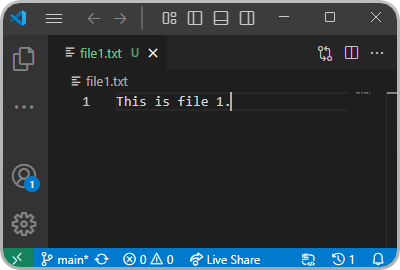 file1.txt U
file1.txt
1 This is file 1.
1
main* 0 0 Live Share 1